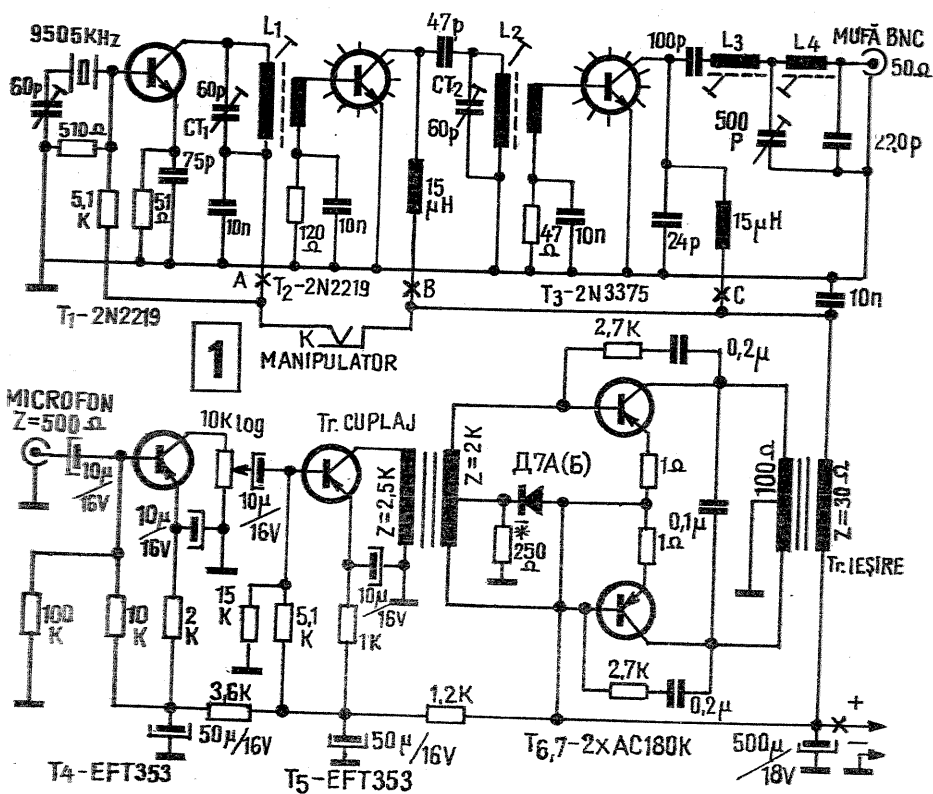 9505KHz
L1
47p
L2
100p
L3
L4
MUFĂ BNC
50Ω
60p
60p
CT1
CT2
60p
500
P
220p
510Ω
75p
5,1
K
51
Ω
10n
120
Ω
10n
15
µH
47
Ω
10n
24p
15µH
A
T2-2N2219
B
T3-2N3375
C
10n
T1-2N2219
K
MANIPULATOR
1
2,7K
0,2µ
MICROFON
Z=500Ω
10K log
Tr. CUPLAJ
10µ
16V
10µ
16V
10µ
16V
Z=2,5K
Z=2K
Д7A(Б)
*
250
1Ω
1Ω
0,1µ
100Ω
Z=30Ω
Tr. IEŞIRE
10µ
16V
100
K
10
K
2
K
15
K
5,1
K
1K
2,7K
0,2µ
3,6K
1,2K
50µ/16V
50µ/16V
T4-EFT353
T5-EFT353
T6,7-2xAC180K
500µ
18V
+
−